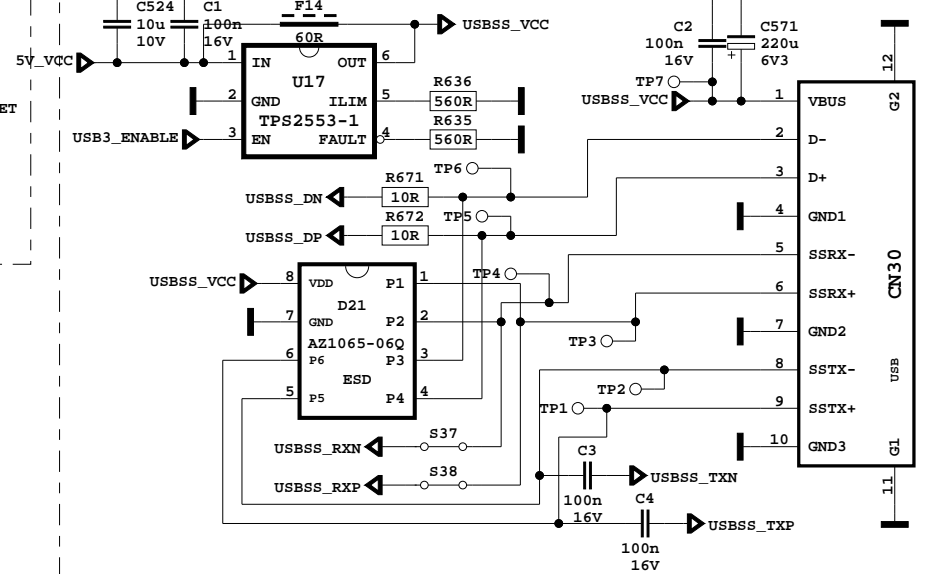 C524
10u
10V
C1
100n
16V
F14
60R
USBSS_VCC
5V_VCC
1 IN
OUT 6
U17
2 GND
ILIM 5
TPS2553-1
3 EN
FAULT 4
USB3_ENABLE
ET
R636
560R
R635
560R
C2
100n
16V
C571
220u
6V3
+
TP7
USBSS_VCC
12
1 VBUS
G2
2 D-
3 D+
4 GND1
5 SSRX-
6 SSRX+
7 GND2
8 SSTX-
9 SSTX+
10 GND3
CN30
USB
G1
11
TP6
R671
USBSS_DN
10R
R672
TP5
USBSS_DP
10R
TP4
USBSS_VCC
8 VDD
P1 1
D21
7 GND
P2 2
AZ1065-06Q
6 P6
P3 3
ESD
5 P5
P4 4
TP3
TP2
TP1
USBSS_RXN
S37
USBSS_RXP
S38
C3
100n
16V
USBSS_TXN
C4
100n
16V
USBSS_TXP